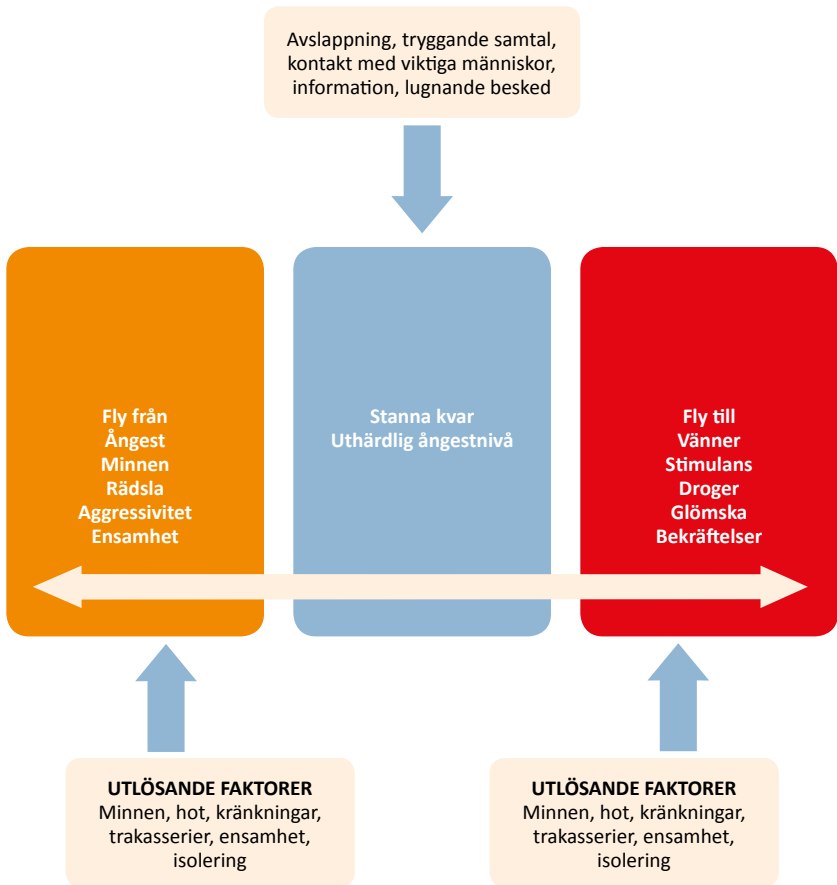 Avslappning, tryggande samtal,
kontakt med viktiga människor,
information, lugnande besked
Fly från
Ångest
Minnen
Rädsla
Aggressivitet
Ensamhet
Stanna kvar
Uthärdlig ångestnivå
Fly till
Vänner
Stimulans
Droger
Glömska
Bekräftelser
UTLÖSANDE FAKTORER
Minnen, hot, kränkningar,
trakasserier, ensamhet,
isolering
UTLÖSANDE FAKTORER
Minnen, hot, kränkningar,
trakasserier, ensamhet,
isolering